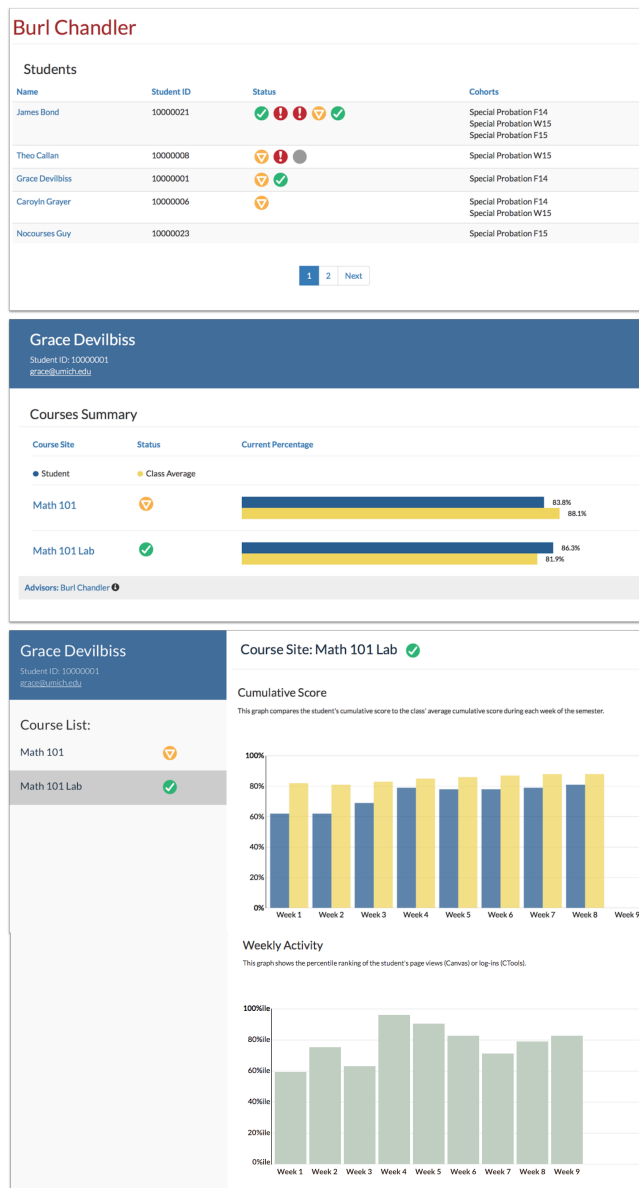 Burl Chandler
Students
Name Student ID Status Cohorts
James Bond 10000021 Special Probation F14
Special Probation W15
Special Probation F15
Theo Callan 10000008 Special Probation W15
Grace Devilbiss 10000001 Special Probation F14
Caroyln Grayer 10000006 Special Probation F14
Special Probation W15
Nocourses Guy 10000023 Special Probation F15
1 2 Next
Grace Devilbiss
Student ID: 10000001
grace@umich.edu
Courses Summary
Course Site Status Current Percentage
Student Class Average
Math 101 83.8%
88.1%
Math 101 Lab 86.3%
81.9%
Advisors: Burl Chandler
Grace Devilbiss
Student ID: 10000001
grace@umich.edu
Course List:
Math 101
Math 101 Lab
Course Site: Math 101 Lab
Cumulative Score
This graph compares the student's cumulative score to the class' average cumulative score during each week of the semester.
100%
80%
60%
40%
20%
0%
Week 1 Week 2 Week 3 Week 4 Week 5 Week 6 Week 7 Week 8 Week 9
Weekly Activity
This graph shows the percentile ranking of the student's page views (Canvas) or log-ins (CTools).
100%ile
80%ile
60%ile
40%ile
20%ile
0%ile
Week 1 Week 2 Week 3 Week 4 Week 5 Week 6 Week 7 Week 8 Week 9